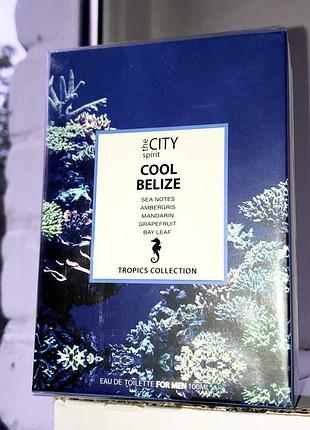 the CITY
spirit
COOL
BELIZE
SEA NOTES
AMBERGRIS
MANDARIN
GRAPEFRUIT
BAY LEAF
TROPICS COLLECTION
EAU DE TOILETTE FOR MEN 100ML